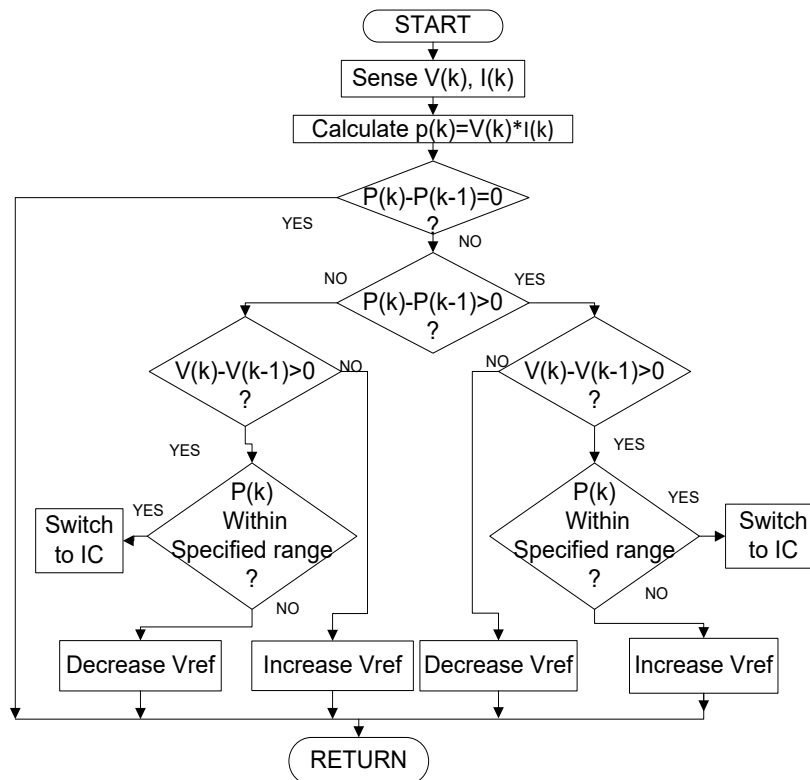 START
Sense V(k), I(k)
Calculate p(k)=V(k)*I(k)
P(k)-P(k-1)=0
?
YES
NO
P(k)-P(k-1)>0
?
NO
YES
V(k)-V(k-1)>0
?
NO
YES
V(k)-V(k-1)>0
?
NO
YES
P(k)
Within
Specified range
?
YES
NO
Switch
to IC
P(k)
Within
Specified range
?
YES
NO
Switch
to IC
Decrease Vref
Increase Vref
Decrease Vref
Increase Vref
RETURN